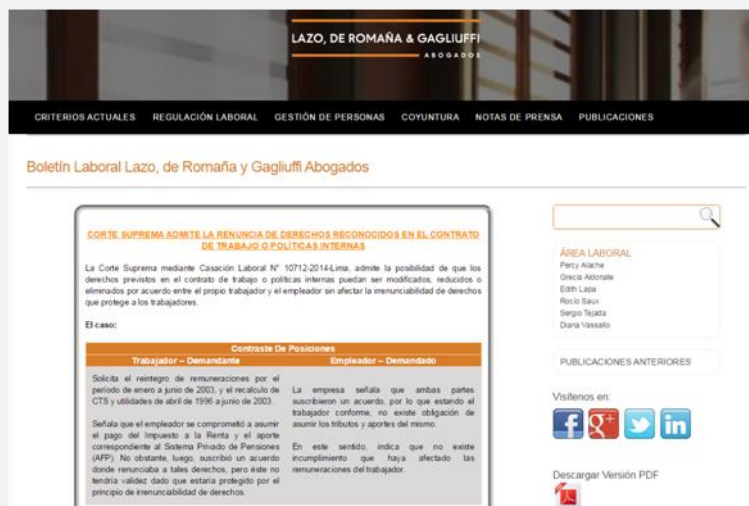 LAZO, DE ROMAÑA & GAGLIUFFI
ABOGADOS
CRITERIOS ACTUALES REGULACIÓN LABORAL GESTIÓN DE PERSONAS COYUNTURA NOTAS DE PRENSA PUBLICACIONES
Boletín Laboral Lazo, de Romaña y Gagliuffi Abogados
CORTE SUPREMA ADMITE LA RENUNCIA DE DERECHOS RECONOCIDOS EN EL CONTRATO
DE TRABAJO O POLÍTICAS INTERNAS
La Corte Suprema mediante Casación Laboral N° 10712-2014-Lima, admite la posibilidad de que los
derechos previstos en el contrato de trabajo o políticas internas puedan ser modificados, reducidos o
eliminados por acuerdo entre el propio trabajador y el empleador sin afectar la irrenunciabilidad de derechos
que protege a los trabajadores.
El caso:
Contraste De Posiciones
Trabajador – Demandante
Empleador – Demandado
Solicita el reintegro de remuneraciones por el
período de enero a junio de 2003, y el recalculo de
CTS y utilidades de abril de 1996 a junio de 2003.
Señala que el empleador se comprometió a asumir
el pago del Impuesto a la Renta y el aporte
correspondiente al Sistema Privado de Pensiones
(AFP). No obstante, luego, suscribió un acuerdo
donde renunciaba a tales derechos, pero éste no
tendría validez dado que estaría protegido por el
principio de irrenunciabilidad de derechos.
La empresa señala que ambas partes
suscribieron un acuerdo, por lo que estando el
trabajador conforme, no existe obligación de
asumir los tributos y aportes del mismo.
En este sentido, indica que no existe
incumplimiento que haya afectado las
remuneraciones del trabajador.
ÁREA LABORAL
Percy Alache
Grecia Aldonate
Edith Lapa
Rocío Saux
Sergio Tejada
Diana Vassallo
PUBLICACIONES ANTERIORES
Visítenos en:
f g+ in
Descargar Versión PDF